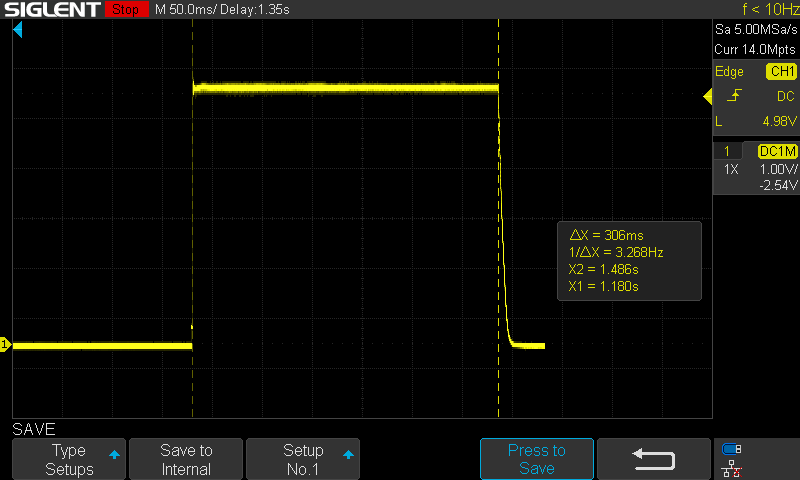 SIGLENT Stop M 50.0ms/ Delay:1.35s f < 10Hz
Sa 5.00MSa/s
Curr 14.0Mpts
Edge CH1
DC
L 4.98V
1 DC1M
1X 1.00V/
-2.54V
△X = 306ms
1/△X = 3.268Hz
X2 = 1.486s
X1 = 1.180s
1
SAVE
Type
Setups
Save to
Internal
Setup
No.1
Press to
Save